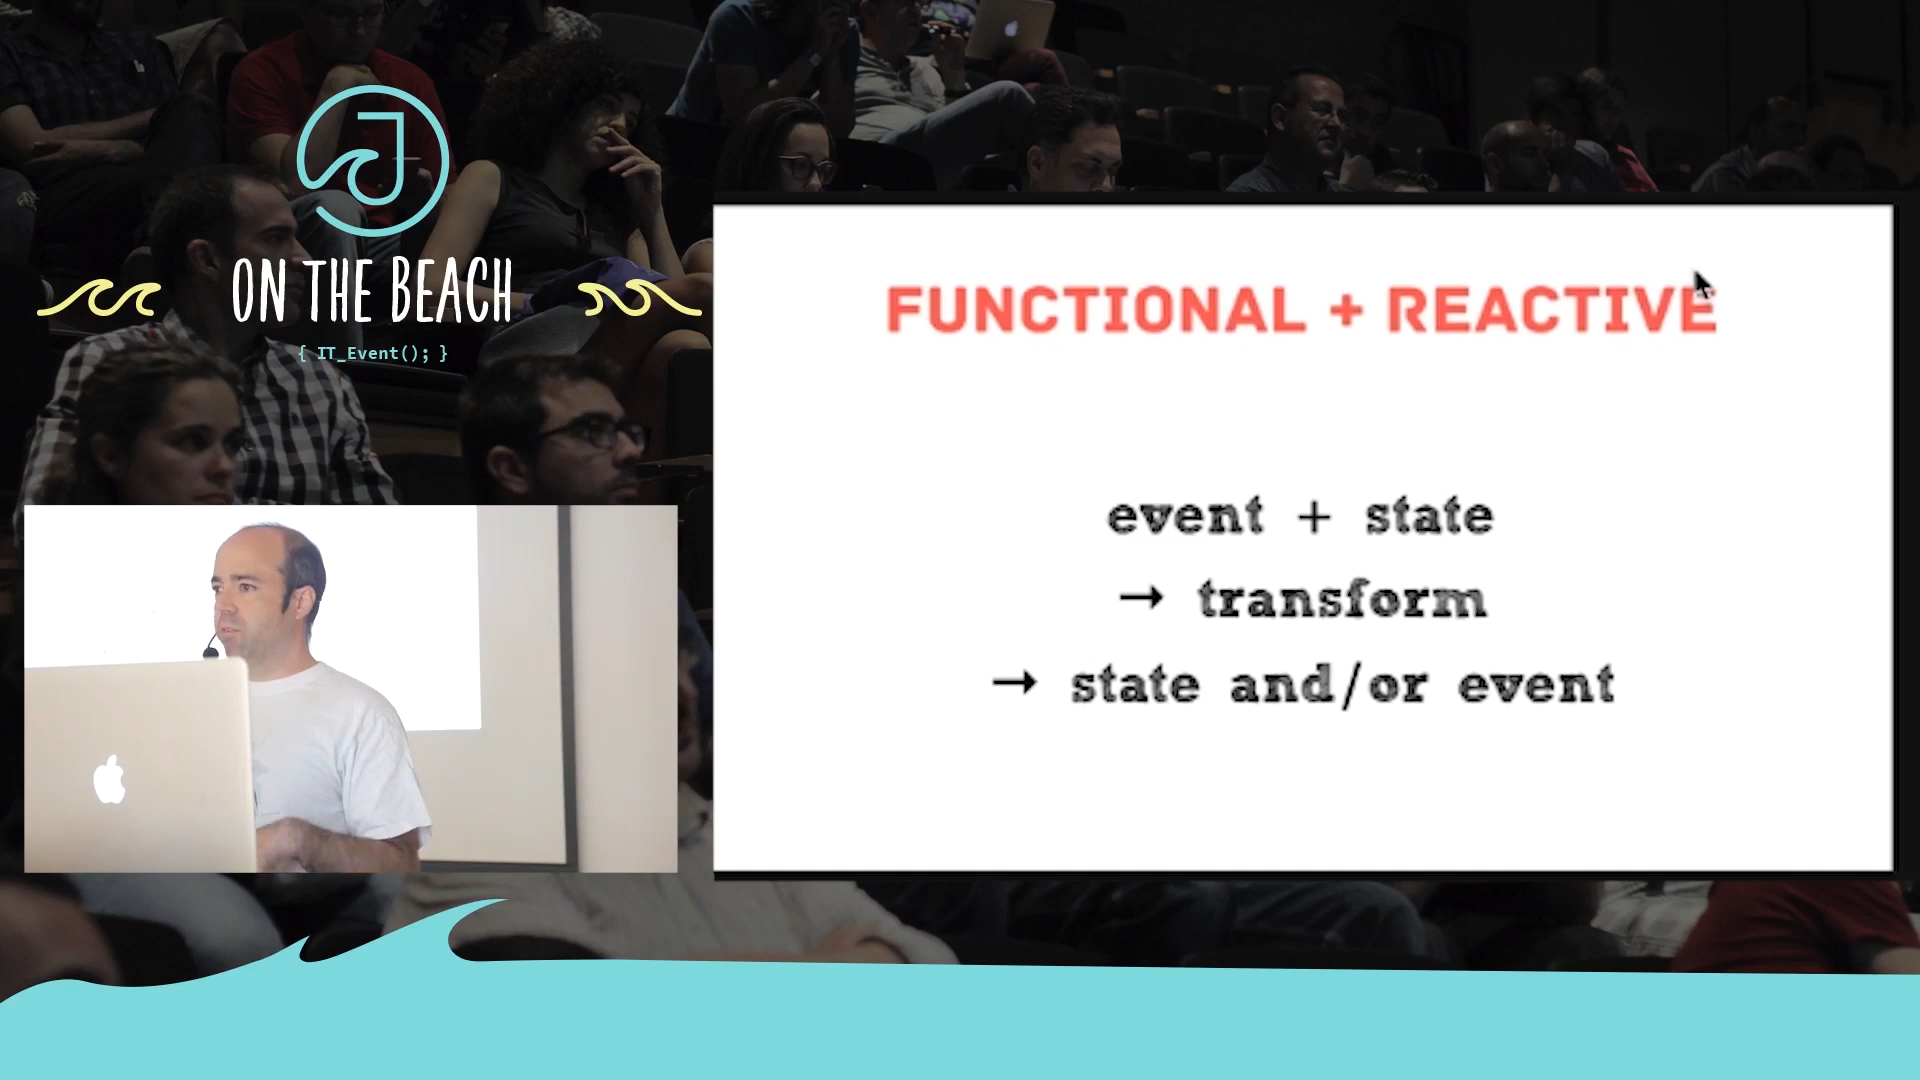 J
ON THE BEACH
{ IT_Event(); }
FUNCTIONAL + REACTIVE
event + state
→ transform
→ state and/or event